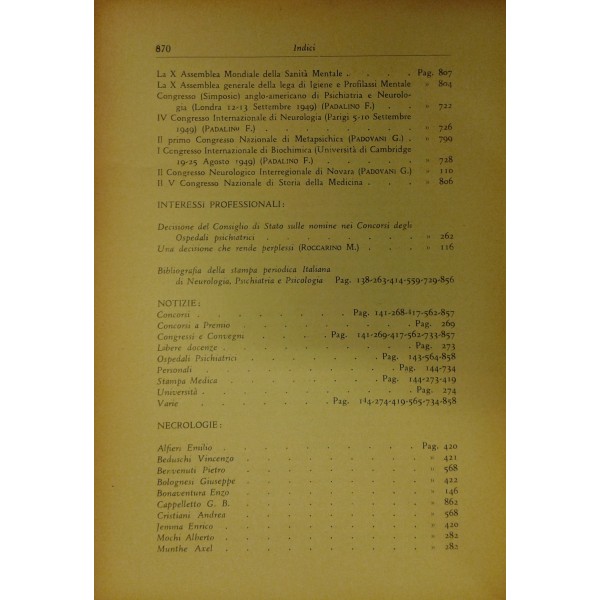 870 Indici
La X Assemblea Mondiale della Sanità Mentale . . . . Pag. 807
La X Assemblea generale della lega di Igiene e Profilassi Mentale » 804
Congresso (Simposio) anglo-americano di Psichiatria e Neurolo-
gia (Londra 12-13 Settembre 1949) (PADALINO F.) . . . » 722
IV Congresso Internazionale di Neurologia (Parigi 5-10 Settembre
1949) (PADALINO F.) . . . . . . . . . » 726
Il primo Congresso Nazionale di Metapsichica (PADOVANI G.) . » 799
I Congresso Internazionale di Biochimica (Università di Cambridge
19-25 Agosto 1949) (PADALINO F.) . . . . . . » 728
Il Congresso Neurologico Interregionale di Novara (PADOVANI G.) » 110
Il V Congresso Nazionale di Storia della Medicina . . . » 806
INTERESSI PROFESSIONALI:
Decisione del Consiglio di Stato sulle nomine nei Concorsi degli
Ospedali psichiatrici . . . . . . . . » 262
Una decisione che rende perplessi (ROCCARINO M.) . . . » 116
Bibliografia della stampa periodica Italiana
di Neurologia, Psichiatria e Psicologia Pag. 138-263-414-559-729-856
NOTIZIE:
Concorsi . . . . . . . . Pag. 141-268-417-562-857
Concorsi a Premio . . . . . . . . . Pag. 269
Congressi e Convegni . . . . Pag. 141-269-417-562-733-857
Libere docenze . . . . . . . . . . Pag. 273
Ospedali Psichiatrici . . . . . . . Pag. 143-564-858
Personali . . . . . . . . . . Pag. 144-734
Stampa Medica . . . . . . . . Pag. 144-273-419
Università . . . . . . . . . . . Pag. 274
Varie . . . . . . . Pag. 144-274-419-565-734-858
NECROLOGIE:
Alfieri Emilio . . . . . . . . . . Pag. 420
Beduschi Vincenzo . . . . . . . . . » 421
Benvenuti Pietro . . . . . . . . . » 568
Bolognesi Giuseppe . . . . . . . . . » 422
Bonaventura Enzo . . . . . . . . . » 146
Cappelletto G. B. . . . . . . . . . » 862
Cristiani Andrea . . . . . . . . . » 568
Jemma Enrico . . . . . . . . . . » 420
Mochi Alberto . . . . . . . . . . » 282
Munthe Axel . . . . . . . . . . » 282